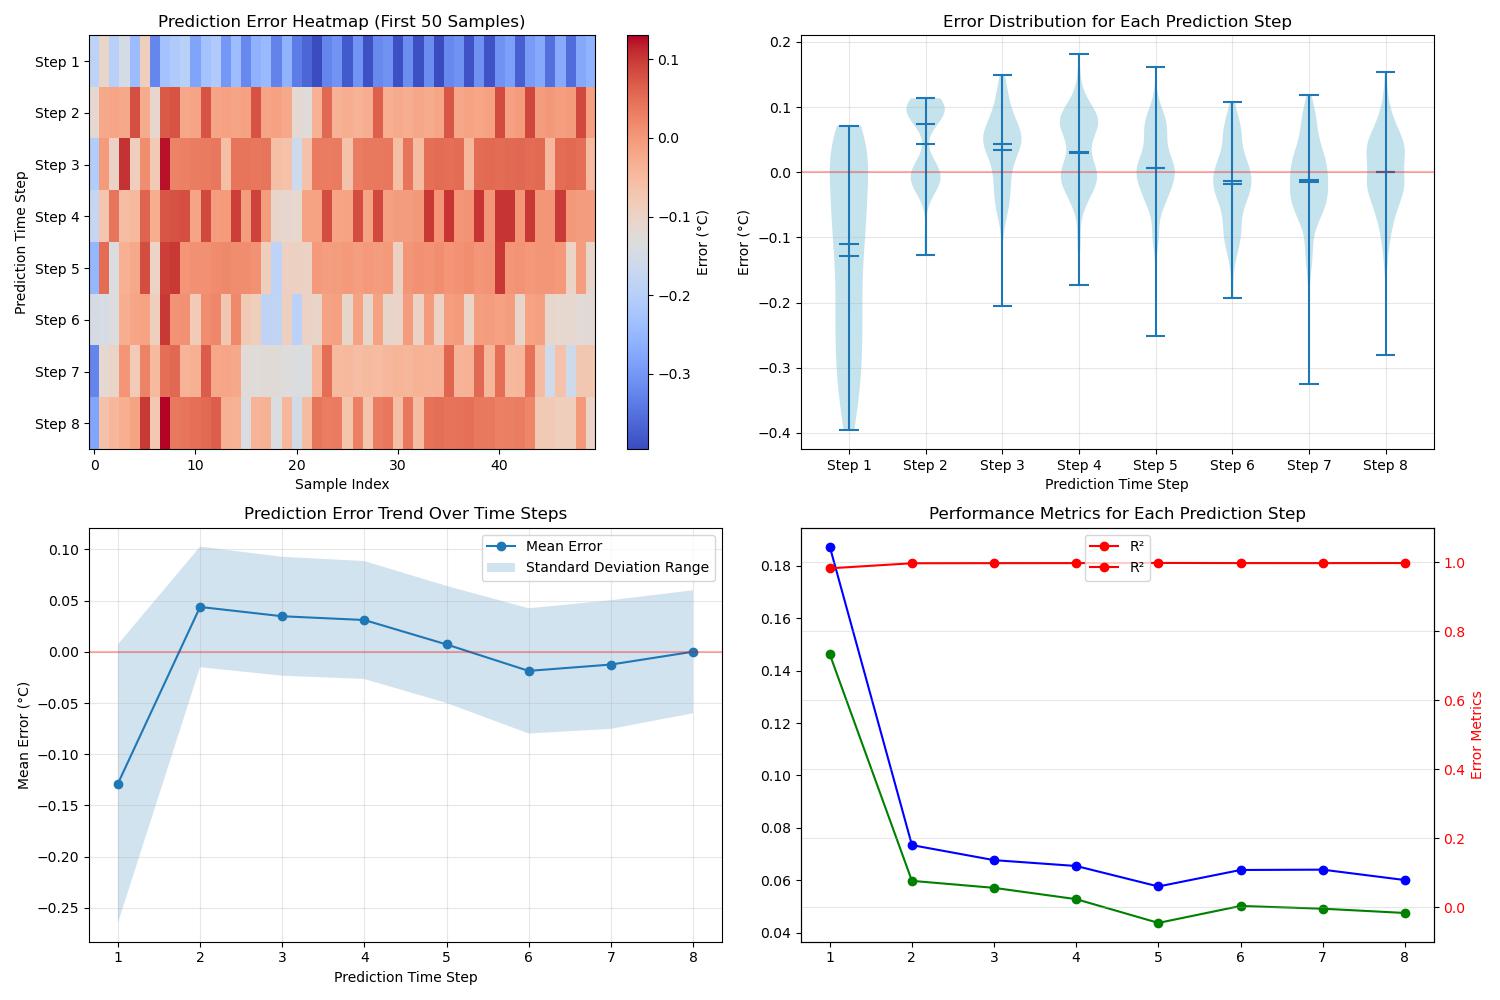 Prediction Error Heatmap (First 50 Samples)
Prediction Time Step
Step 1
Step 2
Step 3
Step 4
Step 5
Step 6
Step 7
Step 8
0
10
20
30
40
Sample Index
0.1
0.0
−0.1
−0.2
−0.3
Error (°C)
Error Distribution for Each Prediction Step
Error (°C)
0.2
0.1
0.0
−0.1
−0.2
−0.3
−0.4
Step 1
Step 2
Step 3
Step 4
Step 5
Step 6
Step 7
Step 8
Prediction Time Step
Prediction Error Trend Over Time Steps
Mean Error
Standard Deviation Range
Mean Error (°C)
0.10
0.05
0.00
−0.05
−0.10
−0.15
−0.20
−0.25
1
2
3
4
5
6
7
8
Prediction Time Step
Performance Metrics for Each Prediction Step
R²
R²
0.18
0.16
0.14
0.12
0.10
0.08
0.06
0.04
1
2
3
4
5
6
7
8
1.0
0.8
0.6
0.4
0.2
0.0
Error Metrics